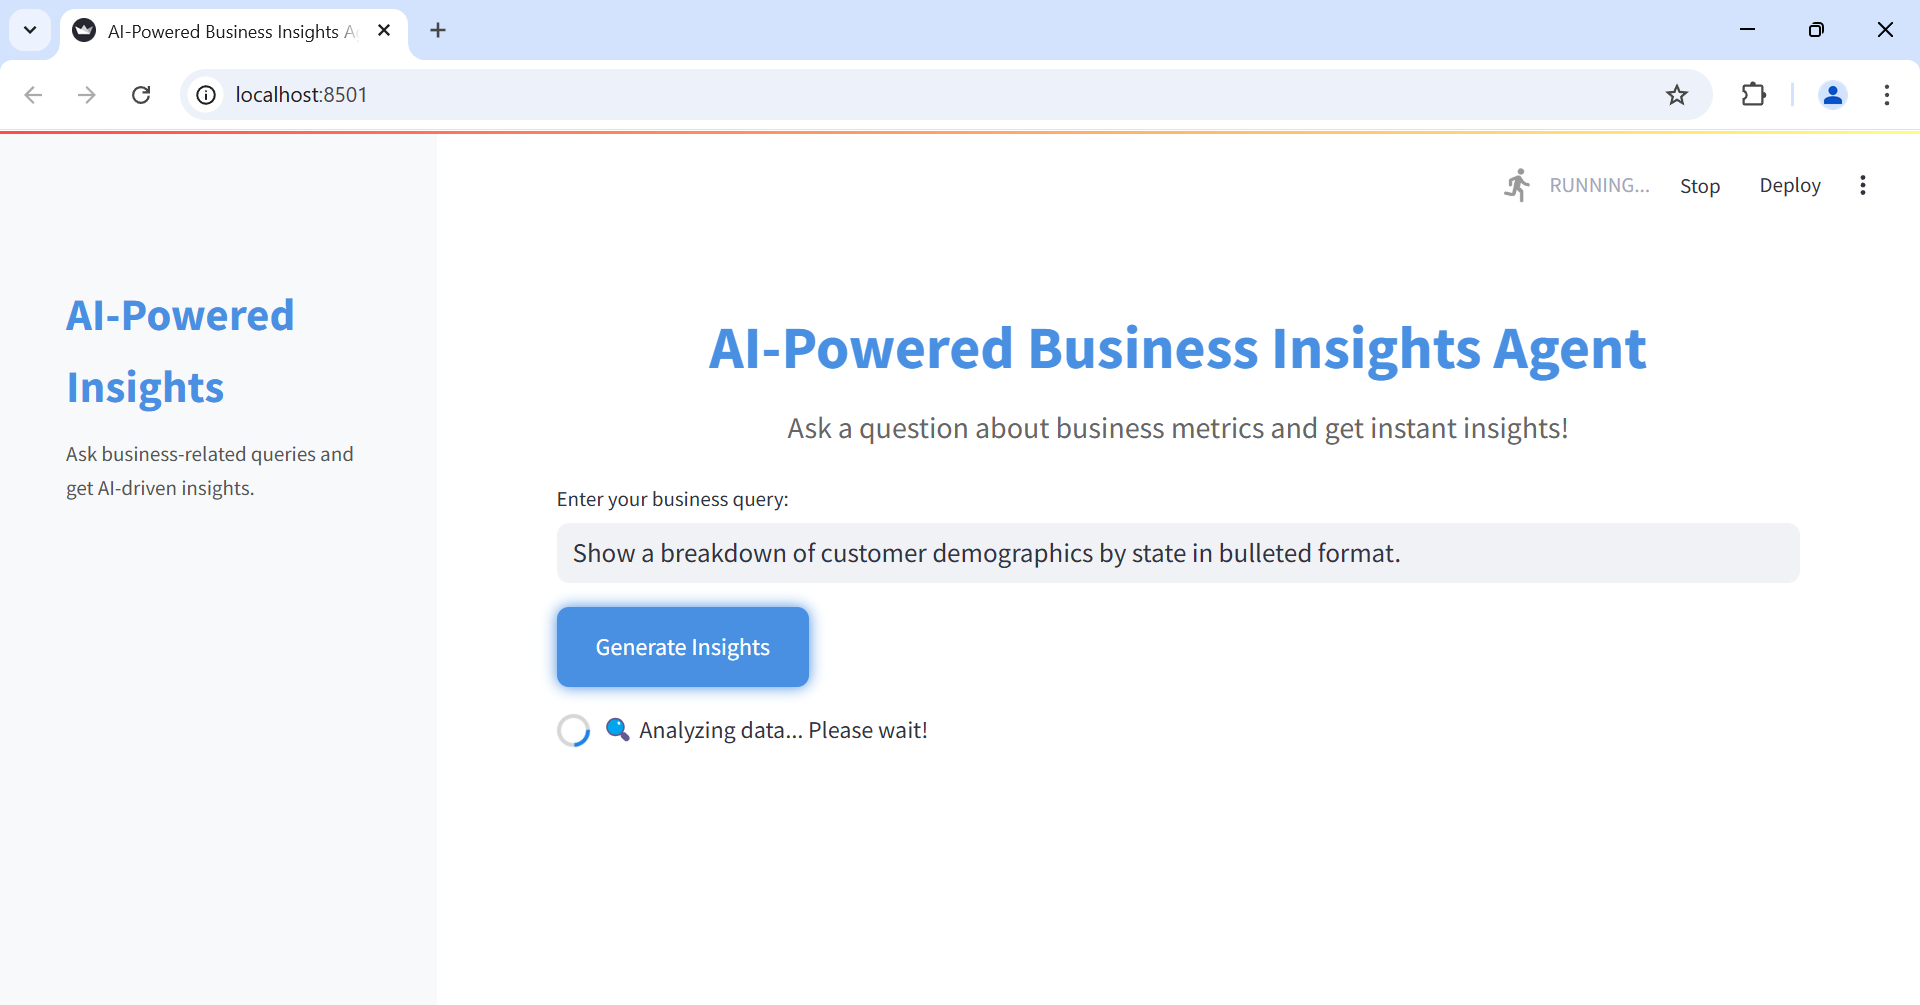 AI-Powered Business Insights A
localhost:8501
RUNNING...
Stop
Deploy
AI-Powered
Insights
Ask business-related queries and
get AI-driven insights.
AI-Powered Business Insights Agent
Ask a question about business metrics and get instant insights!
Enter your business query:
Show a breakdown of customer demographics by state in bulleted format.
Generate Insights
Analyzing data... Please wait!